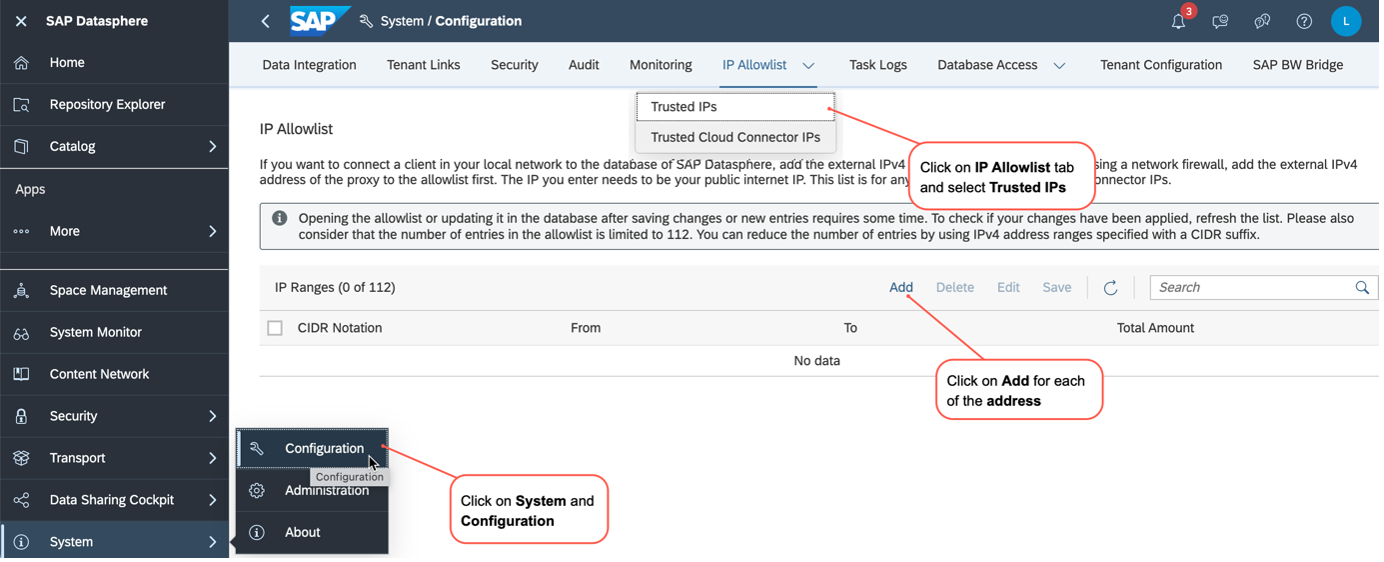 SAP Datasphere
Home
Repository Explorer
Catalog
Apps
More
Space Management
System Monitor
Content Network
Security
Transport
Data Sharing Cockpit
System
Configuration
Configuration
Administration
About
SAP
System / Configuration
3
L
Data Integration
Tenant Links
Security
Audit
Monitoring
IP Allowlist
Task Logs
Database Access
Tenant Configuration
SAP BW Bridge
Trusted IPs
Trusted Cloud Connector IPs
IP Allowlist
If you want to connect a client in your local network to the database of SAP Datasphere, add the external IPv4 sing a network firewall, add the external IPv4
address of the proxy to the allowlist first. The IP you enter needs to be your public internet IP. This list is for any onnector IPs.
Click on IP Allowlist tab
and select Trusted IPs
Opening the allowlist or updating it in the database after saving changes or new entries requires some time. To check if your changes have been applied, refresh the list. Please also
consider that the number of entries in the allowlist is limited to 112. You can reduce the number of entries by using IPv4 address ranges specified with a CIDR suffix.
IP Ranges (0 of 112)
Add
Delete
Edit
Save
Search
CIDR Notation
From
To
Total Amount
No data
Click on Add for each
of the address
Click on System and
Configuration